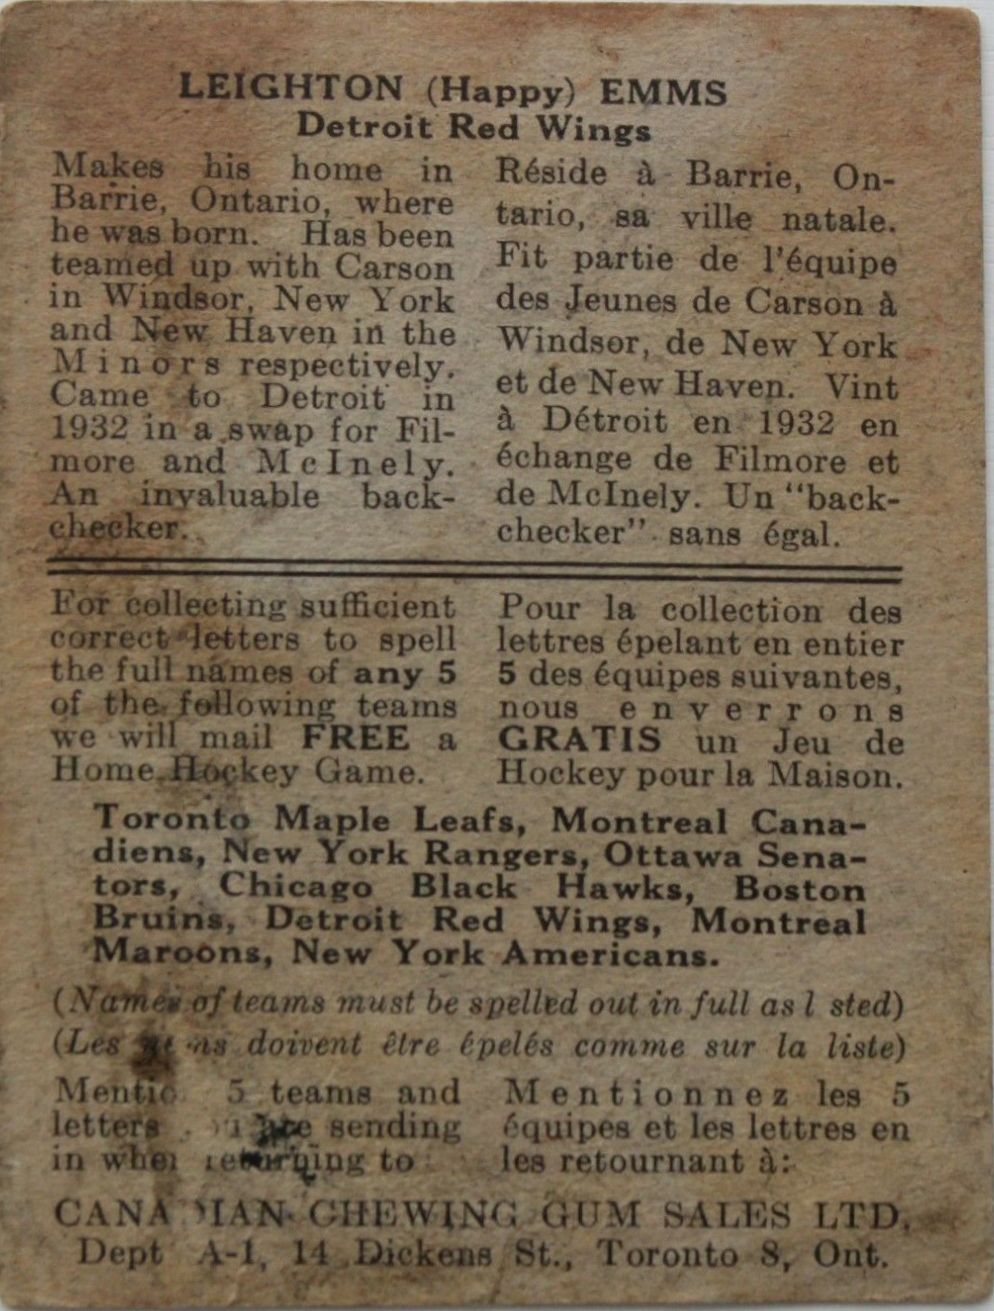 LEIGHTON (Happy) EMMS
Detroit Red Wings
Makes his home in
Barrie, Ontario, where
he was born. Has been
teamed up with Carson
in Windsor, New York
and New Haven in the
Minors respectively.
Came to Detroit in
1932 in a swap for Fil-
more and McInely.
An invaluable back-
checker.
Réside à Barrie, On-
tario, sa ville natale.
Fit partie de l'équipe
des Jeunes de Carson à
Windsor, de New York
et de New Haven. Vint
à Détroit en 1932 en
échange de Filmore et
de McInely. Un "back-
checker" sans égal.
For collecting sufficient
correct letters to spell
the full names of any 5
of the following teams
we will mail FREE a
Home Hockey Game.
Pour la collection des
lettres épelant en entier
5 des équipes suivantes,
nous enverrons
GRATIS un Jeu de
Hockey pour la Maison.
Toronto Maple Leafs, Montreal Cana-
diens, New York Rangers, Ottawa Sena-
tors, Chicago Black Hawks, Boston
Bruins, Detroit Red Wings, Montreal
Maroons, New York Americans.
(Names of teams must be spelled out in full as l sted)
(Les doivent être épelés comme sur la liste)
5 teams and
letters sending
in when returning to
Mentionnez les 5
équipes et les lettres en
les retournant à:
CANADIAN CHEWING GUM SALES LTD.
Dept A-1, 14 Dickens St., Toronto 8, Ont.